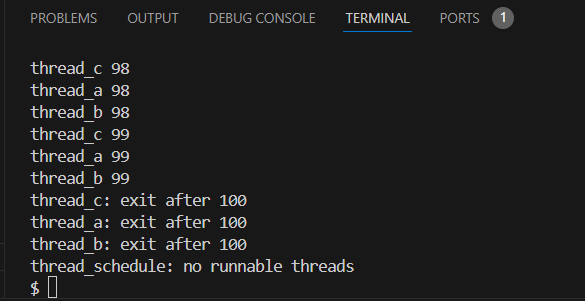 PROBLEMS OUTPUT DEBUG CONSOLE TERMINAL PORTS 1
thread_c 98
thread_a 98
thread_b 98
thread_c 99
thread_a 99
thread_b 99
thread_c: exit after 100
thread_a: exit after 100
thread_b: exit after 100
thread_schedule: no runnable threads
$